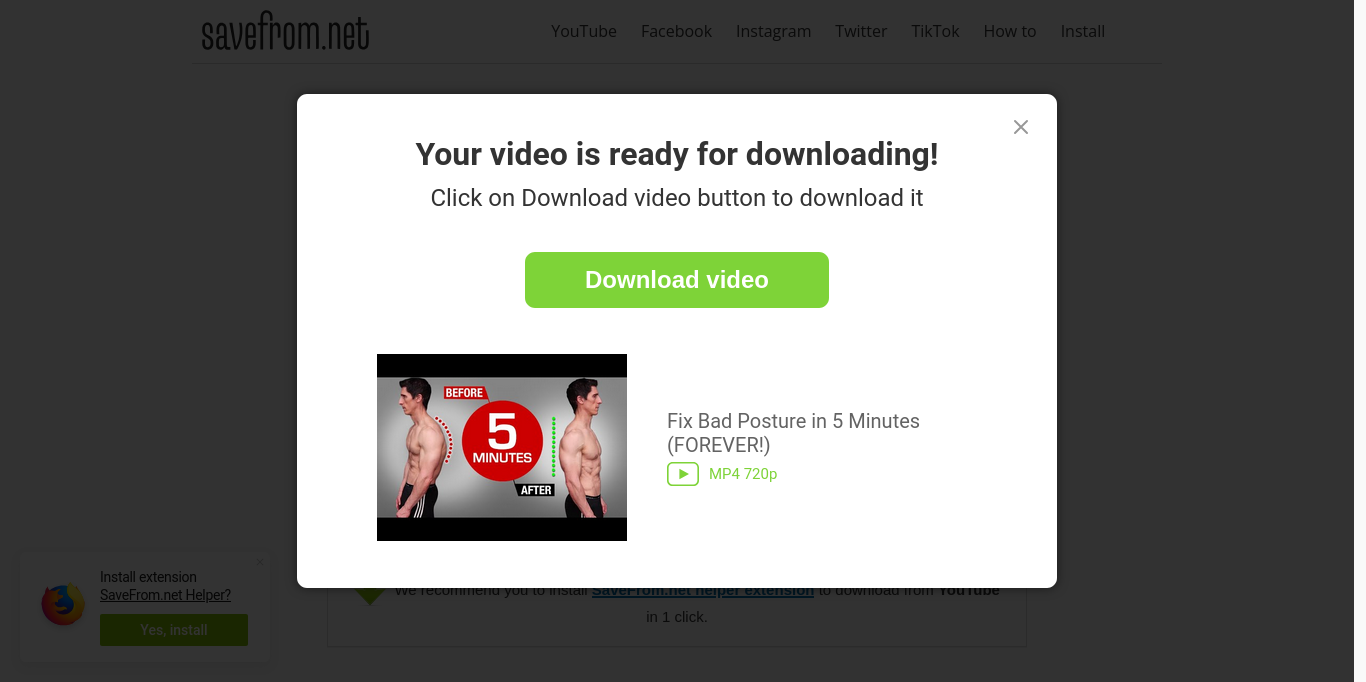 savefrom.net
YouTube Facebook Instagram Twitter TikTok How to Install
Your video is ready for downloading!
Click on Download video button to download it
Download video
BEFORE
5
MINUTES
AFTER
Fix Bad Posture in 5 Minutes
(FOREVER!)
MP4 720p
Install extension
SaveFrom.net Helper?
Yes, install
We recommend you to install SaveFrom.net helper extension to download from YouTube
in 1 click.